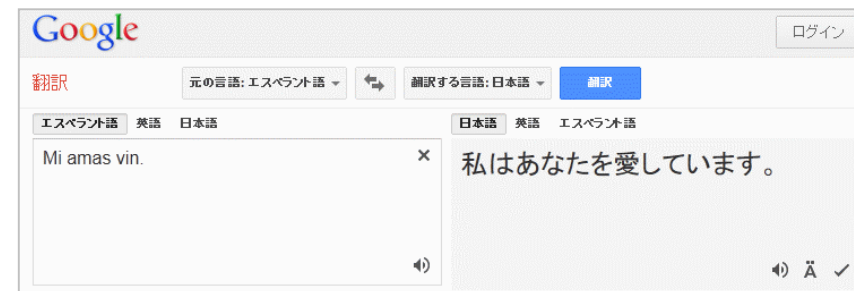 Google
ログイン
翻訳 元の言語: エスペラント語 翻訳する言語: 日本語 翻訳
エスペラント語 英語 日本語
日本語 英語 エスペラント語
Mi amas vin.
私はあなたを愛しています。
Ä